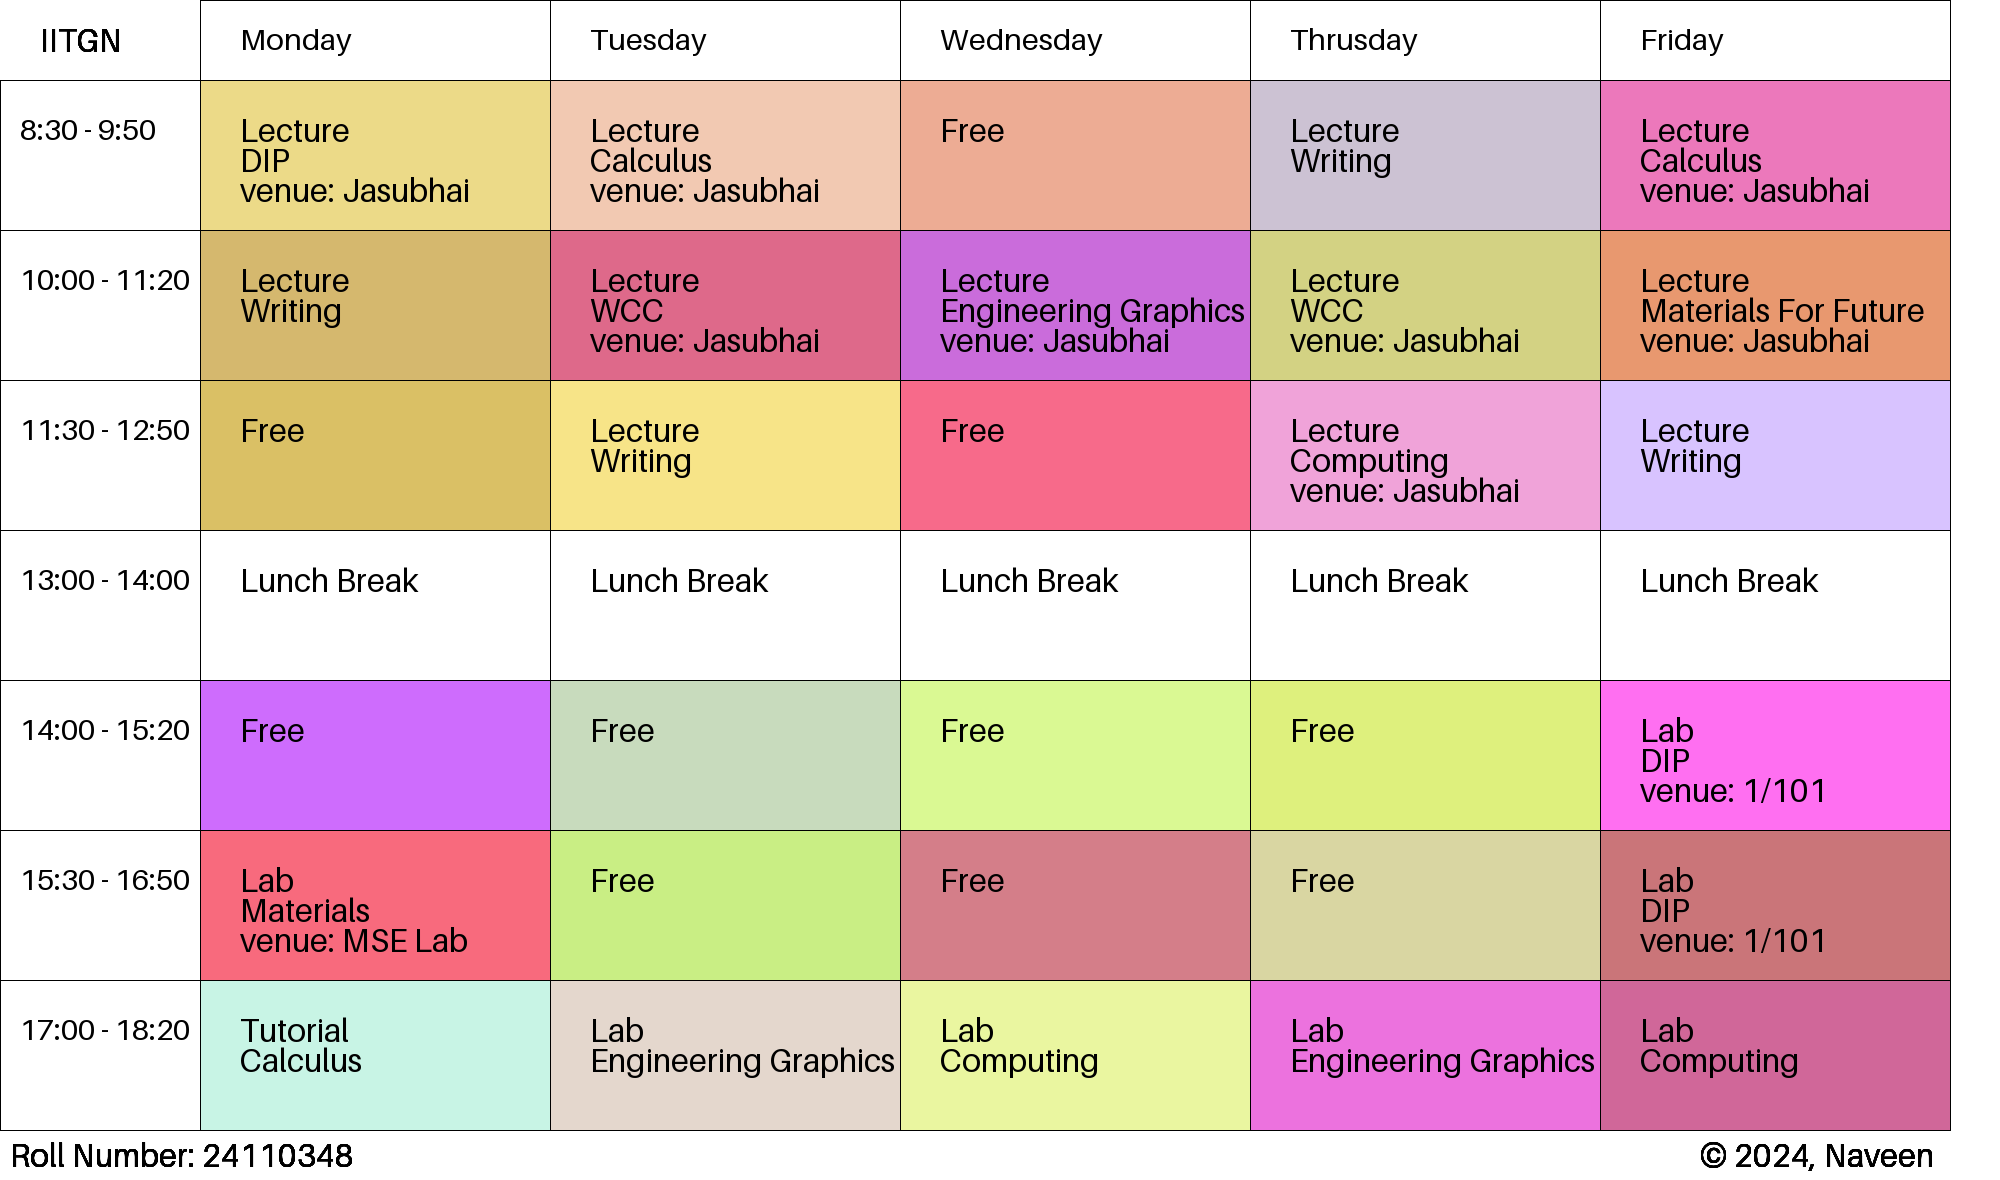 IITGN Monday Tuesday Wednesday Thrusday Friday
8:30 - 9:50
Lecture
DIP
venue: Jasubhai
Lecture
Calculus
venue: Jasubhai
Free
Lecture
Writing
Lecture
Calculus
venue: Jasubhai
10:00 - 11:20
Lecture
Writing
Lecture
WCC
venue: Jasubhai
Lecture
Engineering Graphics
venue: Jasubhai
Lecture
WCC
venue: Jasubhai
Lecture
Materials For Future
venue: Jasubhai
11:30 - 12:50
Free
Lecture
Writing
Free
Lecture
Computing
venue: Jasubhai
Lecture
Writing
13:00 - 14:00
Lunch Break
Lunch Break
Lunch Break
Lunch Break
Lunch Break
14:00 - 15:20
Free
Free
Free
Free
Lab
DIP
venue: 1/101
15:30 - 16:50
Lab
Materials
venue: MSE Lab
Free
Free
Free
Lab
DIP
venue: 1/101
17:00 - 18:20
Tutorial
Calculus
Lab
Engineering Graphics
Lab
Computing
Lab
Engineering Graphics
Lab
Computing
Roll Number: 24110348
© 2024, Naveen